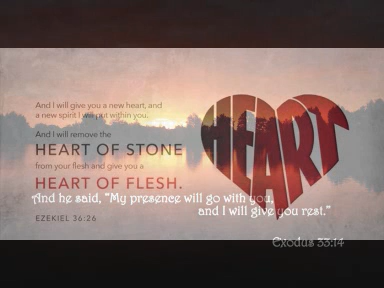 And I will give you a new heart, and
a new spirit I will put within you.
And I will remove the
HEART OF STONE
from your flesh and give you a
HEART OF FLESH.
EZEKIEL 36:26
HEART
And he said, "My presence will go with you,
and I will give you rest."
Exodus 33:14